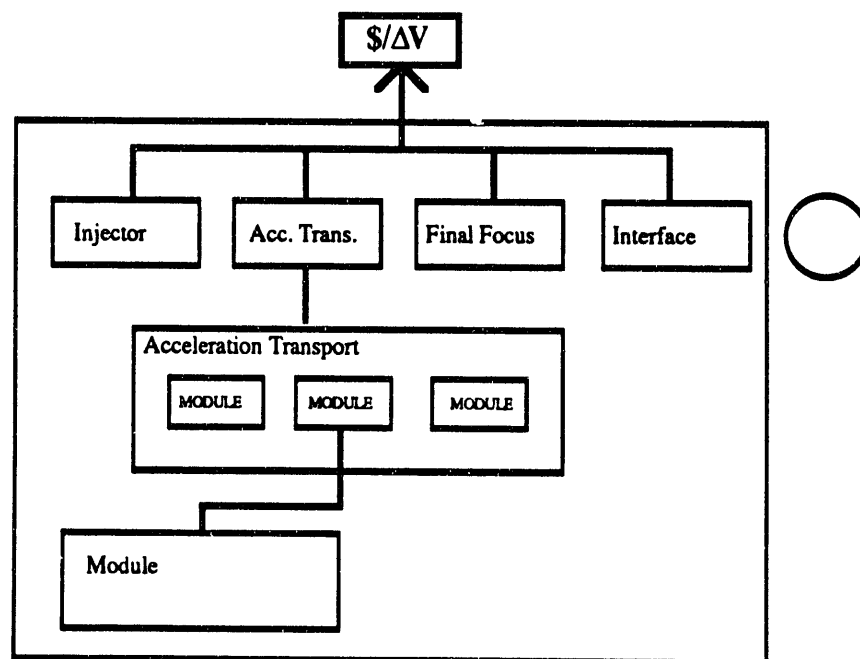 $/ΔV
Injector
Acc. Trans.
Final Focus
Interface
Acceleration Transport
MODULE
MODULE
MODULE
Module